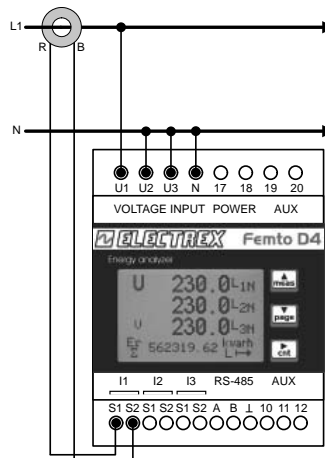 L1
R B
N
U1 U2 U3 N 17 18 19 20
VOLTAGE INPUT POWER AUX
ELECTREX Femto D4
Energy analyzer
U 230.0 L1N
meas
230.0 L2N
page
U 230.0 L3N
Er Σ 562319.62 kvarh L
cnt
I1 I2 I3 RS-485 AUX
S1 S2 S1 S2 S1 S2 A B ⊥ 10 11 12